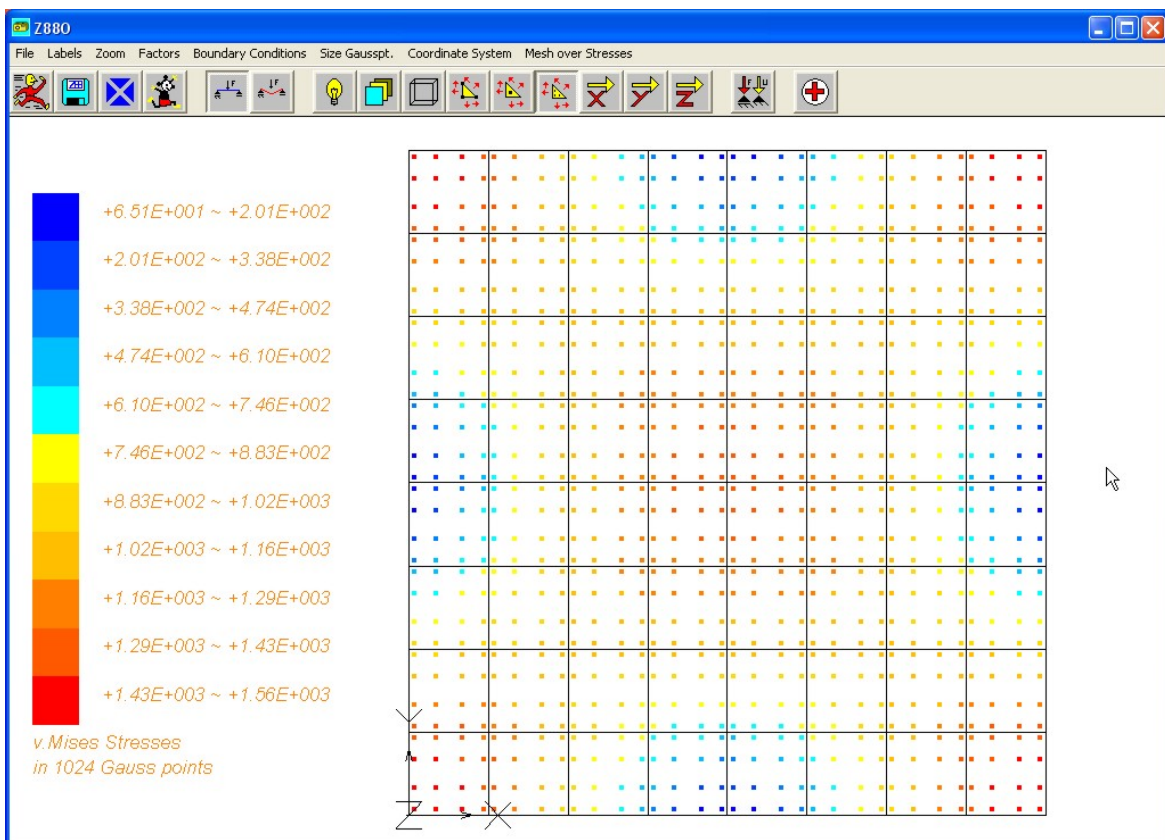 Z88O
File Labels Zoom Factors Boundary Conditions Size Gausspt. Coordinate System Mesh over Stresses
+6.51E+001 ~ +2.01E+002
+2.01E+002 ~ +3.38E+002
+3.38E+002 ~ +4.74E+002
+4.74E+002 ~ +6.10E+002
+6.10E+002 ~ +7.46E+002
+7.46E+002 ~ +8.83E+002
+8.83E+002 ~ +1.02E+003
+1.02E+003 ~ +1.16E+003
+1.16E+003 ~ +1.29E+003
+1.29E+003 ~ +1.43E+003
+1.43E+003 ~ +1.56E+003
v.Mises Stresses
in 1024 Gauss points
Y
Z X